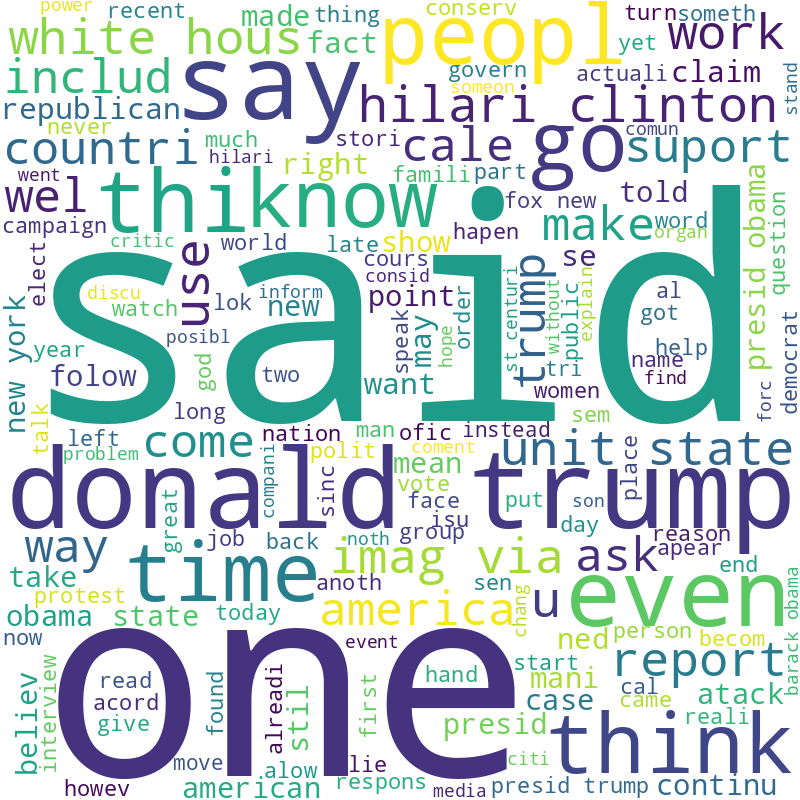 power
recent
made
thing
conserv
turn
someth
white hous
fact
peopl
yet
work
includ
say
govern
actuali
claim
stand
republican
someon
never
much
stori
hilari clinton
comun
countri
hilari
right
cale
go
suport
went
famili
part
wel
thiknow
fox new
told
presid obama
question
campaign
hapen
make
word
organ
critic
world
late
show
elect
use
cours
se
said
discu
inform
consid
point
al
watch
lok
new
may
order
st centuri
trump
public
without
explain
got
new york
year
posibl
speak
hope
name
help
democrat
folow
god
two
want
tri
women
find
forc
talk
long
sem
left
come
nation
man
ofic
instead
unit state
problem
polit
coment
donald trump
compani
sinc
mean
vote
place
great
face
put
son
way
job
back
noth
isu
group
day
reason
time
imag via
ask
apear
take
anoth
sen
end
protest
america
u
even
obama
state
today
chang
now
event
ned
person
becom
barack obama
one
report
believ
interview
read
hand
start
mani
cal
acord
found
alreadi
stil
first
case
came
atack
give
presid
think
reali
move
lie
citi
howev
american
alow
respons
media
presid trump
continu